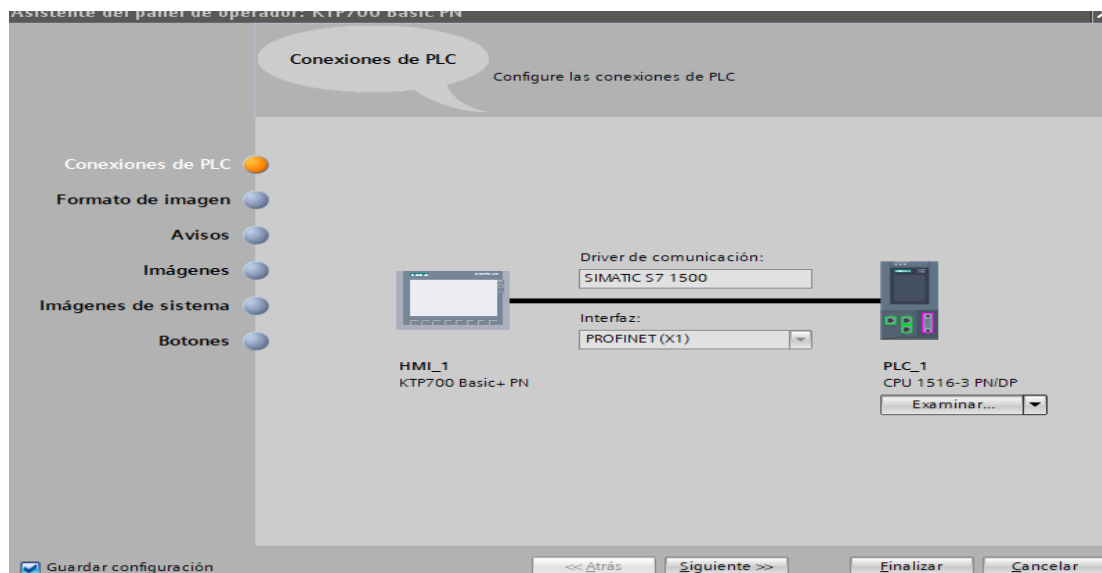 Asistente del panel de operador: KTP700 Basic PN
Conexiones de PLC
Configure las conexiones de PLC
Conexiones de PLC
Formato de imagen
Avisos
Imágenes
Imágenes de sistema
Botones
Driver de comunicación:
SIMATIC S7 1500
Interfaz:
PROFINET (X1)
HMI_1
KTP700 Basic+ PN
PLC_1
CPU 1516-3 PN/DP
Examinar...
Guardar configuración
<< Atrás
Siguiente >>
Finalizar
Cancelar